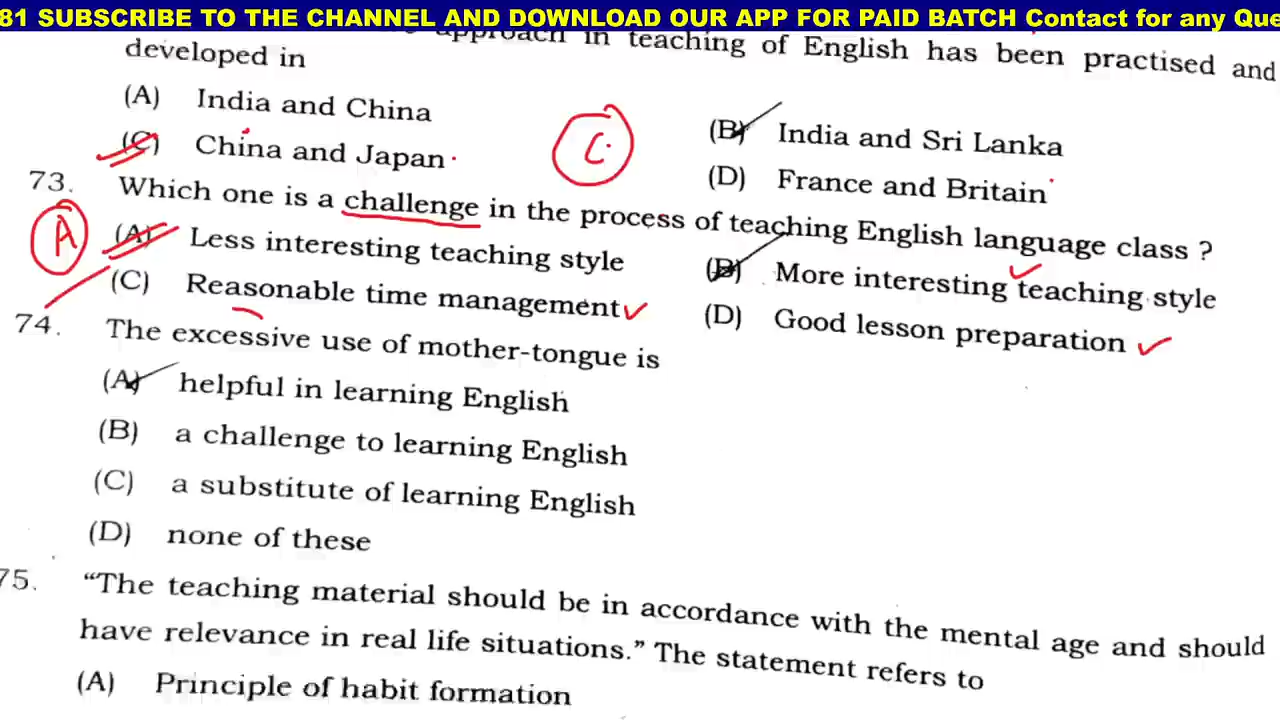 81 SUBSCRIBE TO THE CHANNEL AND DOWNLOAD OUR APP FOR PAID BATCH Contact for any Que
approach in teaching of English has been practised and
developed in
(A) India and China
(B) India and Sri Lanka
(C) China and Japan
C
(D) France and Britain
73. Which one is a challenge in the process of teaching English language class ?
A
(A) Less interesting teaching style
(B) More interesting teaching style
(C) Reasonable time management
(D) Good lesson preparation
74. The excessive use of mother-tongue is
(A) helpful in learning English
(B) a challenge to learning English
(C) a substitute of learning English
(D) none of these
75. “The teaching material should be in accordance with the mental age and should
have relevance in real life situations.” The statement refers to
(A) Principle of habit formation